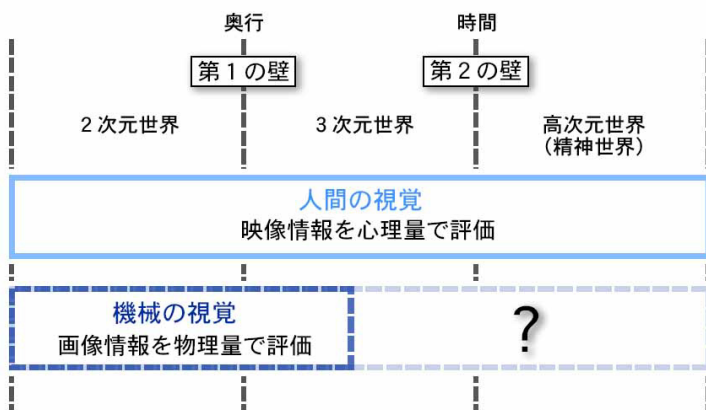 奥行
時間
第1の壁
第2の壁
2次元世界
3次元世界
高次元世界
(精神世界)
人間の視覚
映像情報を心理量で評価
機械の視覚
画像情報を物理量で評価
?